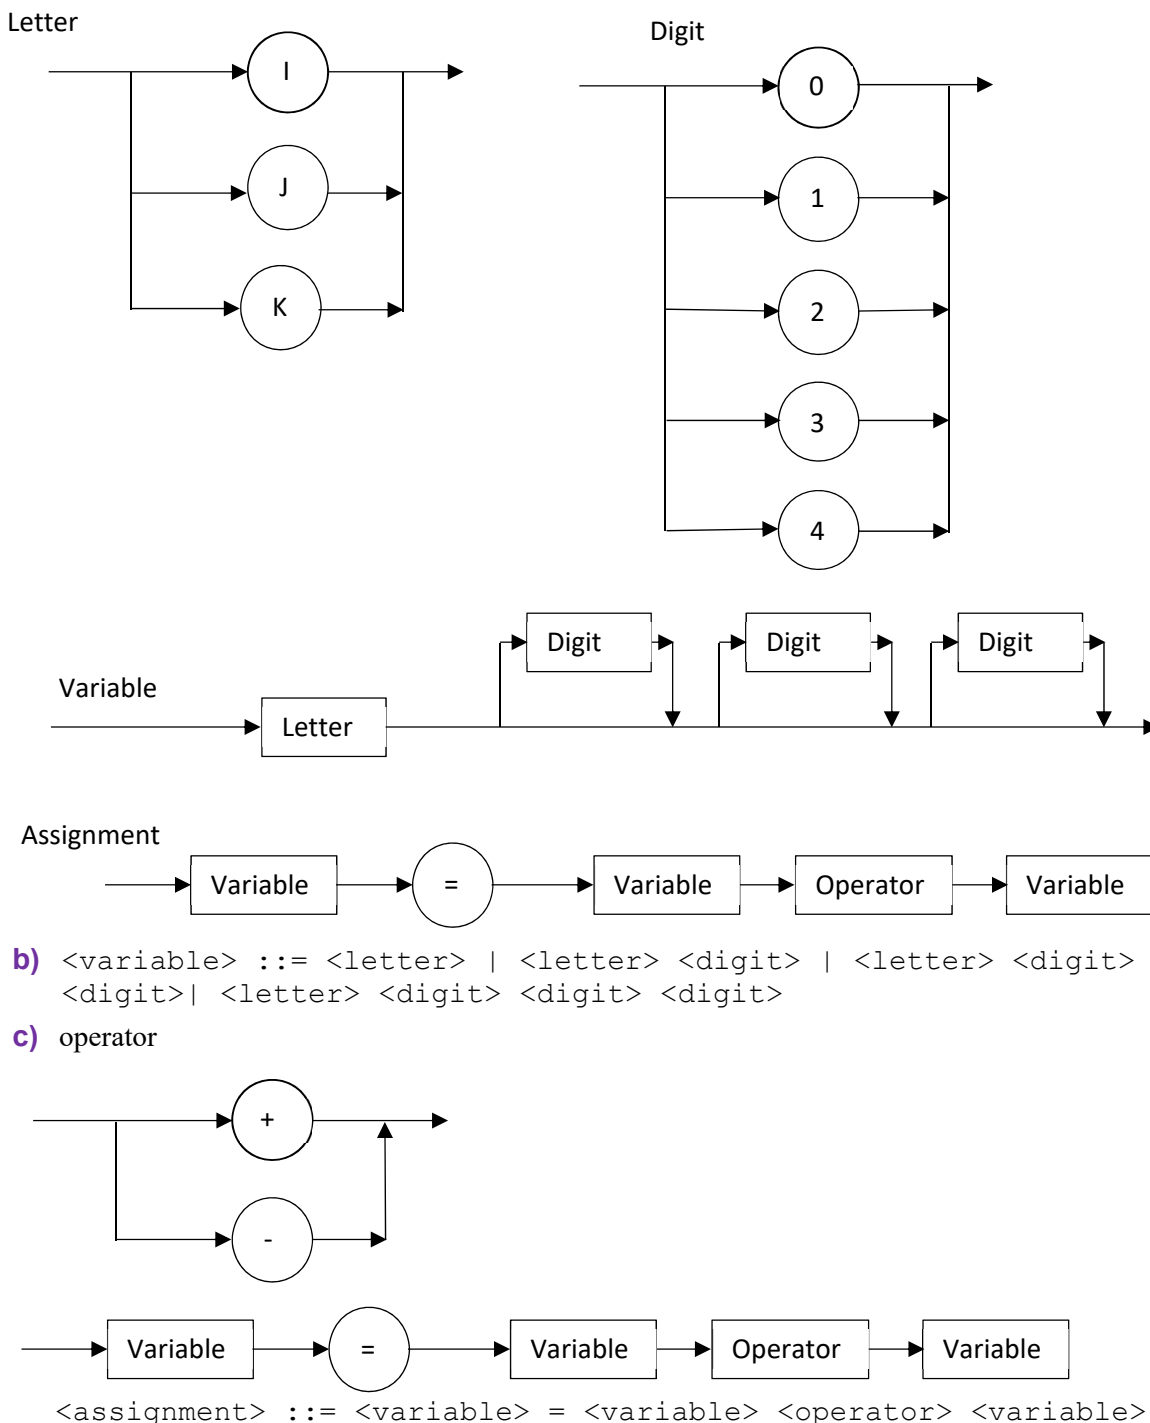 Letter
I
J
K
Digit
0
1
2
3
4
Digit Digit Digit
Variable
Letter
Assignment
Variable = Variable Operator Variable
b) <variable> ::= <letter> | <letter> <digit> | <letter> <digit>
<digit>| <letter> <digit> <digit> <digit>
c) operator
+
-
Variable = Variable Operator Variable
<assignment> ::= <variable> = <variable> <operator> <variable>